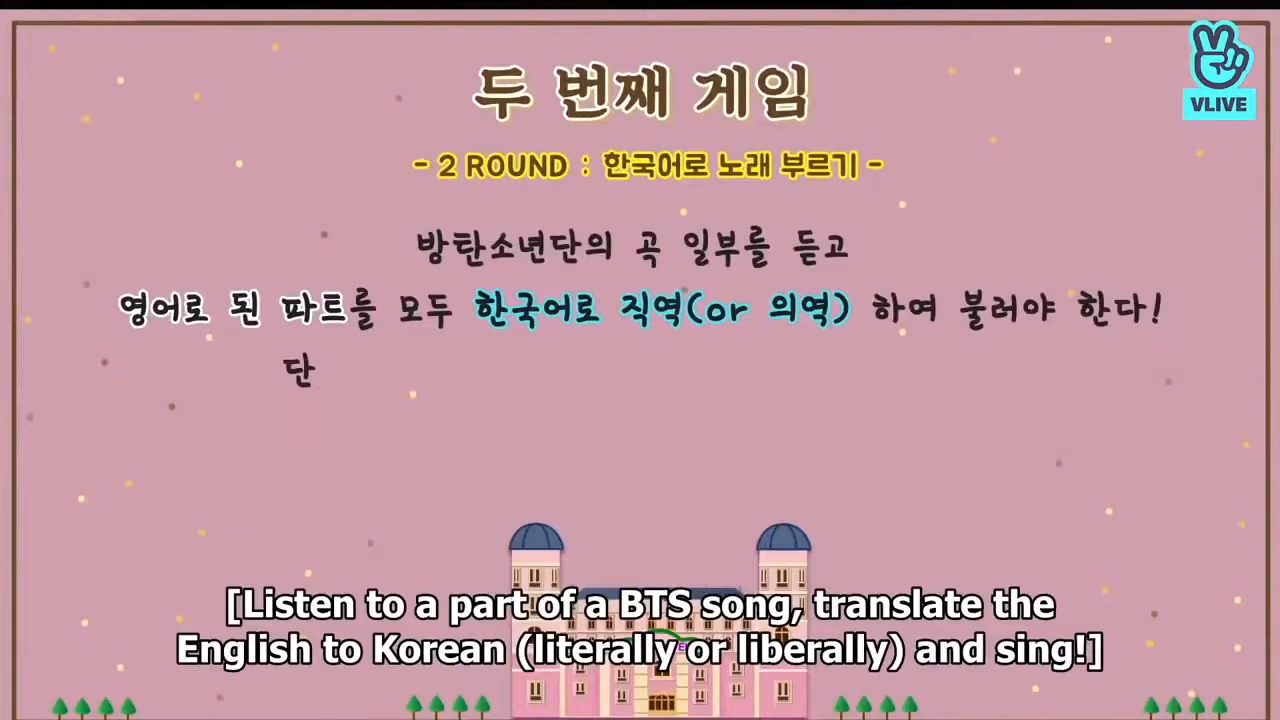 VLIVE
두 번째 게임
- 2 ROUND : 한국어로 노래 부르기 -
방탄소년단의 곡 일부를 듣고
영어로 된 파트를 모두 한국어로 직역(or 의역) 하여 불러야 한다!
단
[Listen to a part of a BTS song, translate the
English to Korean (literally or liberally) and sing!]